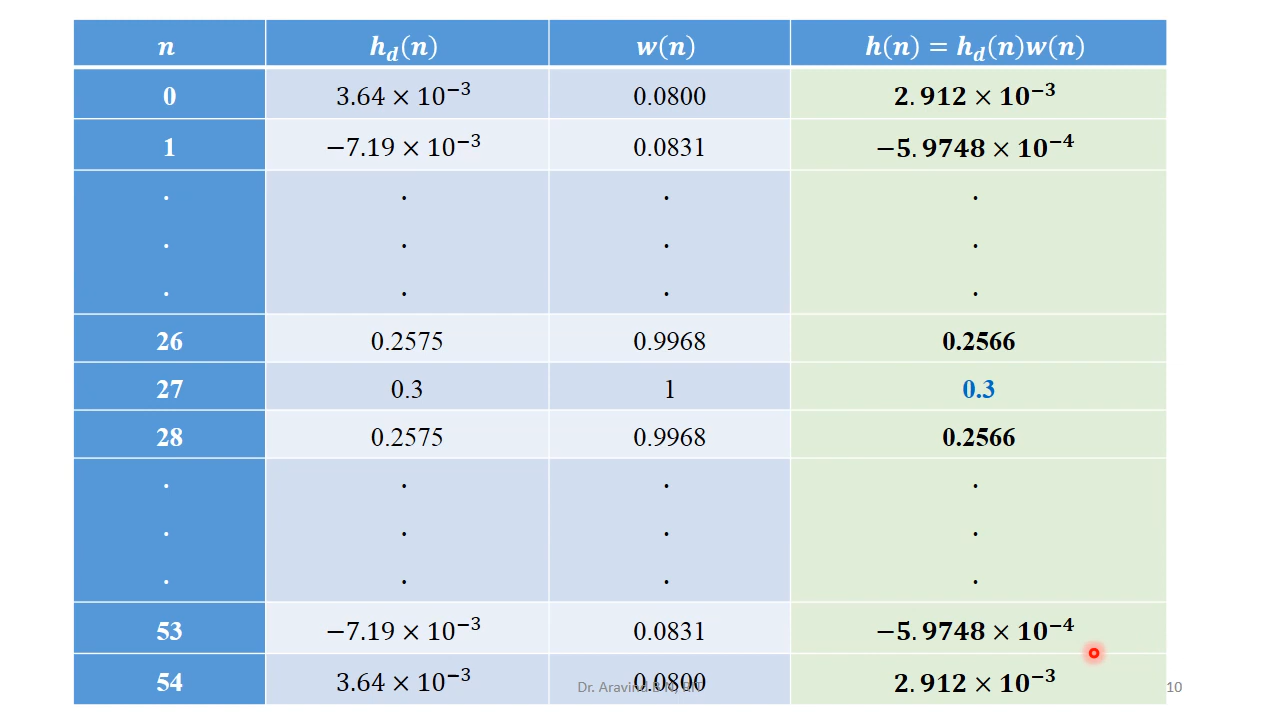 n h_d(n) w(n) h(n) = h_d(n)w(n)
0 3.64 × 10⁻³ 0.0800 2.912 × 10⁻³
1 −7.19 × 10⁻³ 0.0831 −5.9748 × 10⁻⁴
. . . .
. . . .
. . . .
26 0.2575 0.9968 0.2566
27 0.3 1 0.3
28 0.2575 0.9968 0.2566
. . . .
. . . .
. . . .
53 −7.19 × 10⁻³ 0.0831 −5.9748 × 10⁻⁴
54 3.64 × 10⁻³ 0.0800 2.912 × 10⁻³
Dr. Aravind 10